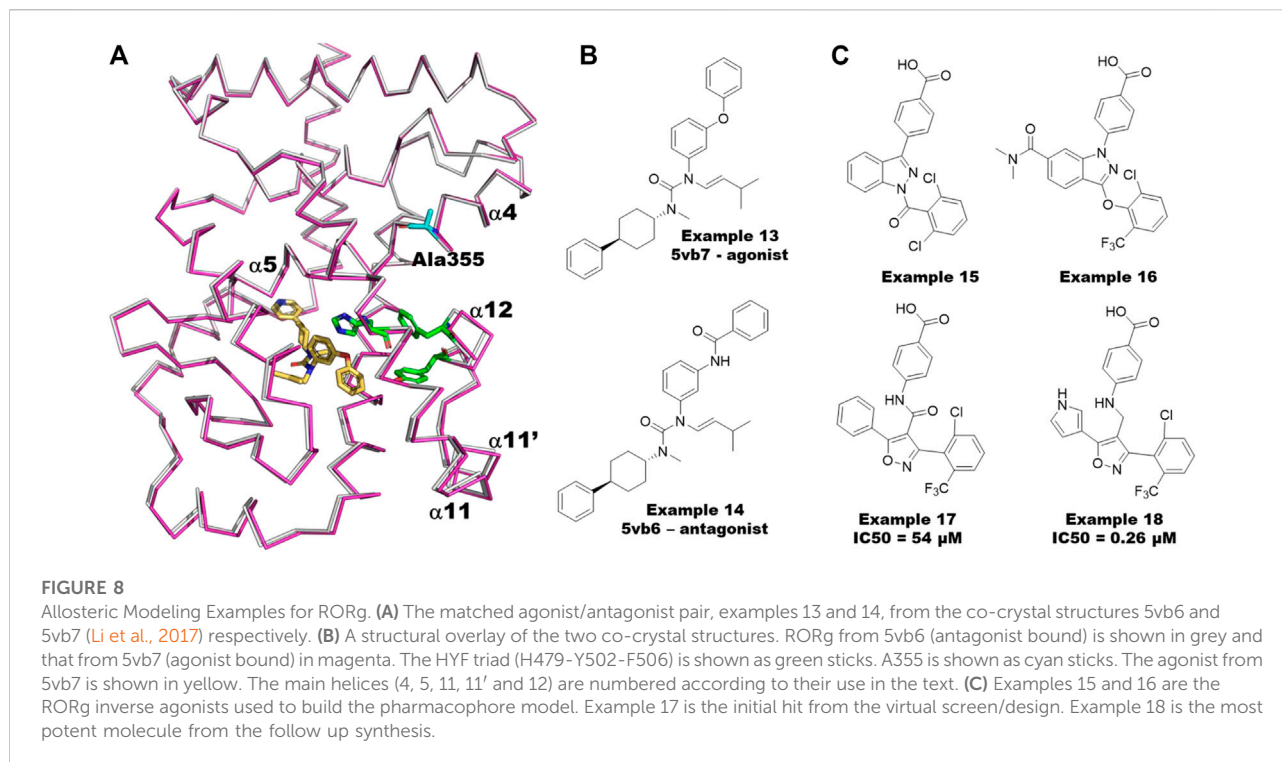 A
α4
Ala355
α5
α12
α11'
α11
B
O
O
N
N
Example 13
5vb7 - agonist
O
NH
O
N
N
Example 14
5vb6 – antagonist
C
HO
O
N
N
Cl
O
Cl
Example 15
HO
O
O
N
N
N
Cl
O
F3C
Example 16
HO
O
HN
O
Cl
O
N
F3C
Example 17
IC50 = 54 µM
HO
O
H
N
HN
Cl
O
N
F3C
Example 18
IC50 = 0.26 µM
FIGURE 8
Allosteric Modeling Examples for RORg. (A) The matched agonist/antagonist pair, examples 13 and 14, from the co-crystal structures 5vb6 and
5vb7 (Li et al., 2017) respectively. (B) A structural overlay of the two co-crystal structures. RORg from 5vb6 (antagonist bound) is shown in grey and
that from 5vb7 (agonist bound) in magenta. The HYF triad (H479-Y502-F506) is shown as green sticks. A355 is shown as cyan sticks. The agonist from
5vb7 is shown in yellow. The main helices (4, 5, 11, 11′ and 12) are numbered according to their use in the text. (C) Examples 15 and 16 are the
RORg inverse agonists used to build the pharmacophore model. Example 17 is the initial hit from the virtual screen/design. Example 18 is the most
potent molecule from the follow up synthesis.